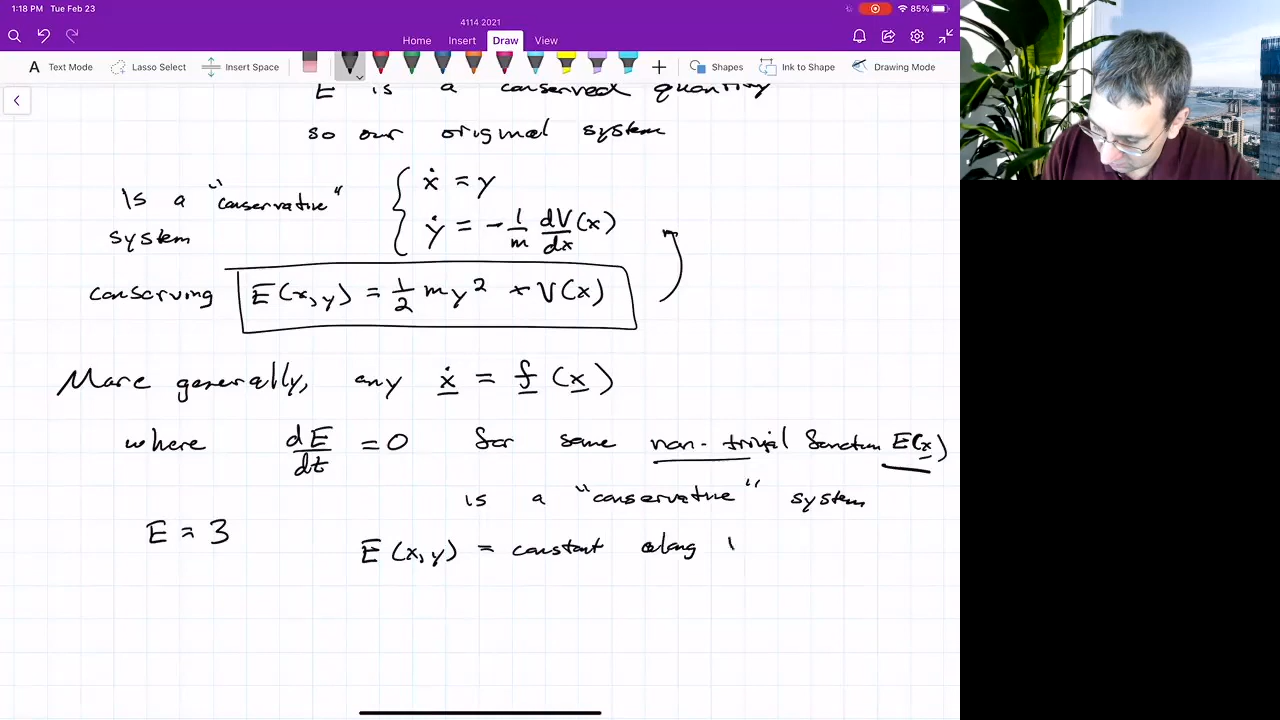 1:18 PM Tue Feb 23
85%
4114 2021
Home Insert Draw View
Text Mode Lasso Select Insert Space Shapes Ink to Shape Drawing Mode
E is a conserved quantity
so our original system
Is a "conservative" system
{ ẋ = y
ẏ = -1/m dV/dx (x)
conserving E(x,y) = 1/2 my² + V(x)
More generally, any ẋ = f(x)
where dE/dt = 0 for some non-trivial function E(x)
is a "conservative" system
E = 3
E(x,y) = constant along